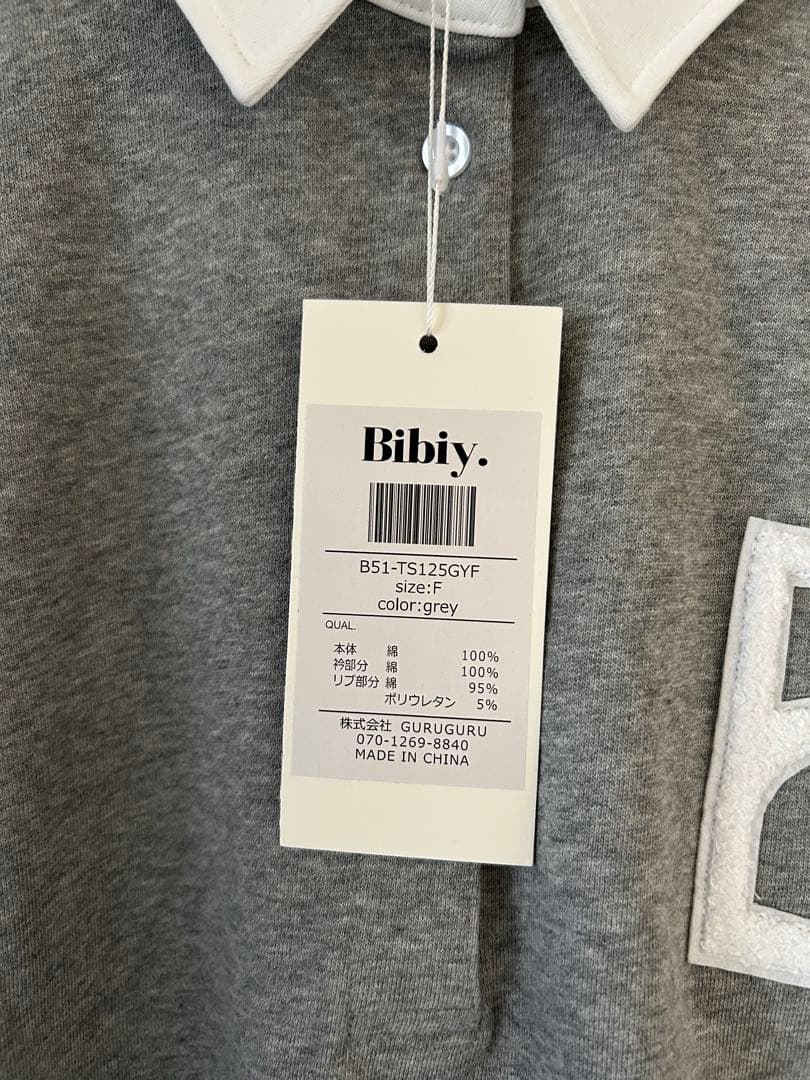 Bibiy.
B51-TS125GYF
size:F
color:grey
QUAL.
本体 綿 100%
衿部分 綿 100%
リブ部分 綿 95%
ポリウレタン 5%
株式会社 GURUGURU
070-1269-8840
MADE IN CHINA